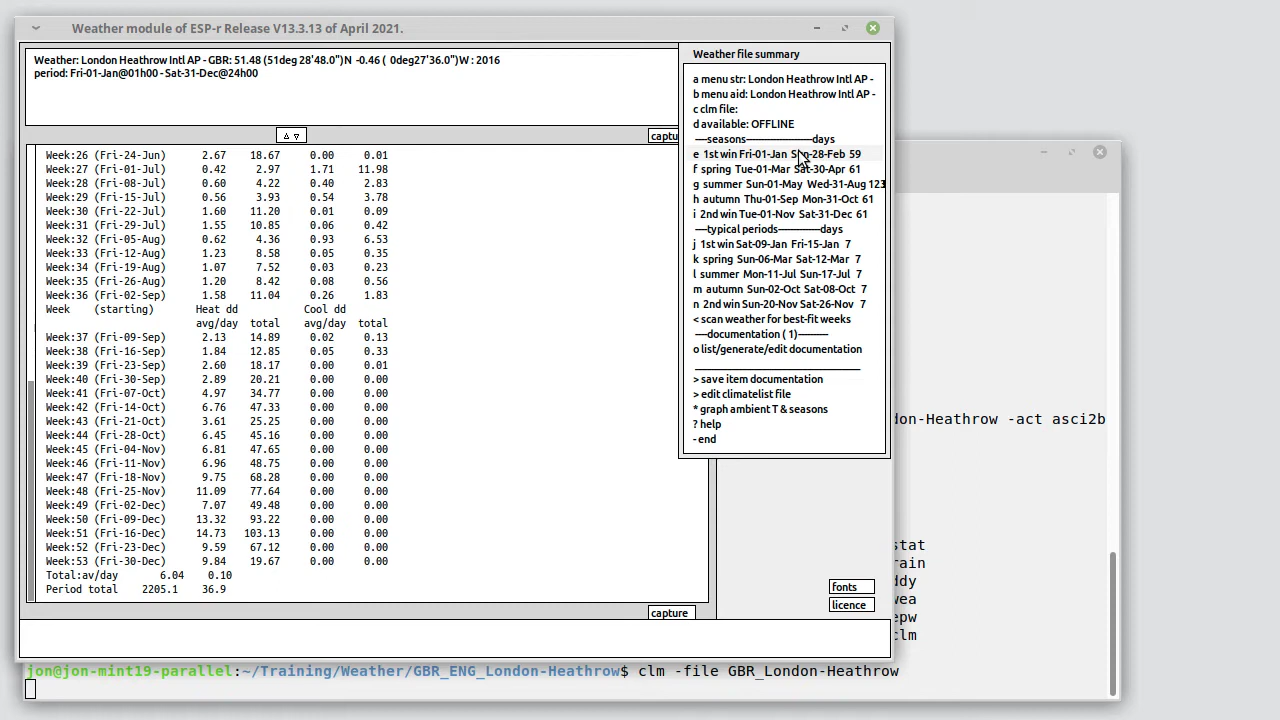 Weather module of ESP-r Release V13.3.13 of April 2021.
Weather: London Heathrow Intl AP - GBR: 51.48 (51deg 28'48.0")N -0.46 ( 0deg27'36.0")W : 2016
period: Fri-01-Jan@01h00 - Sat-31-Dec@24h00
captu
Week:26 (Fri-24-Jun) 2.67 18.67 0.00 0.01
Week:27 (Fri-01-Jul) 0.42 2.97 1.71 11.98
Week:28 (Fri-08-Jul) 0.60 4.22 0.40 2.83
Week:29 (Fri-15-Jul) 0.56 3.93 0.54 3.78
Week:30 (Fri-22-Jul) 1.60 11.20 0.01 0.09
Week:31 (Fri-29-Jul) 1.55 10.85 0.06 0.42
Week:32 (Fri-05-Aug) 0.62 4.36 0.93 6.53
Week:33 (Fri-12-Aug) 1.23 8.58 0.05 0.35
Week:34 (Fri-19-Aug) 1.07 7.52 0.03 0.23
Week:35 (Fri-26-Aug) 1.20 8.42 0.08 0.56
Week:36 (Fri-02-Sep) 1.58 11.04 0.26 1.83
Week (starting) Heat dd Cool dd
avg/day total avg/day total
Week:37 (Fri-09-Sep) 2.13 14.89 0.02 0.13
Week:38 (Fri-16-Sep) 1.84 12.85 0.05 0.33
Week:39 (Fri-23-Sep) 2.60 18.17 0.00 0.01
Week:40 (Fri-30-Sep) 2.89 20.21 0.00 0.00
Week:41 (Fri-07-Oct) 4.97 34.77 0.00 0.00
Week:42 (Fri-14-Oct) 6.76 47.33 0.00 0.00
Week:43 (Fri-21-Oct) 3.61 25.25 0.00 0.00
Week:44 (Fri-28-Oct) 6.45 45.16 0.00 0.00
Week:45 (Fri-04-Nov) 6.81 47.65 0.00 0.00
Week:46 (Fri-11-Nov) 6.96 48.75 0.00 0.00
Week:47 (Fri-18-Nov) 9.75 68.28 0.00 0.00
Week:48 (Fri-25-Nov) 11.09 77.64 0.00 0.00
Week:49 (Fri-02-Dec) 7.07 49.48 0.00 0.00
Week:50 (Fri-09-Dec) 13.32 93.22 0.00 0.00
Week:51 (Fri-16-Dec) 14.73 103.13 0.00 0.00
Week:52 (Fri-23-Dec) 9.59 67.12 0.00 0.00
Week:53 (Fri-30-Dec) 9.84 19.67 0.00 0.00
Total:av/day 6.04 0.10
Period total 2205.1 36.9
capture
Weather file summary
a menu str: London Heathrow Intl AP -
b menu aid: London Heathrow Intl AP -
c clm file:
d available: OFFLINE
----seasons------------------days
e 1st win Fri-01-Jan Sun-28-Feb 59
f spring Tue-01-Mar Sat-30-Apr 61
g summer Sun-01-May Wed-31-Aug 123
h autumn Thu-01-Sep Mon-31-Oct 61
i 2nd win Tue-01-Nov Sat-31-Dec 61
----typical periods--------------days
j 1st win Sat-09-Jan Fri-15-Jan 7
k spring Sun-06-Mar Sat-12-Mar 7
l summer Mon-11-Jul Sun-17-Jul 7
m autumn Sun-02-Oct Sat-08-Oct 7
n 2nd win Sun-20-Nov Sat-26-Nov 7
< scan weather for best-fit weeks
----documentation ( 1)---------
o list/generate/edit documentation
> save item documentation
> edit climatelist file
* graph ambient T & seasons
? help
- end
fonts
licence
don-Heathrow -act asci2b
stat
rain
ddy
wea
epw
clm
jon@jon-mint19-parallel:~/Training/Weather/GBR_ENG_London-Heathrow$ clm -file GBR_London-Heathrow